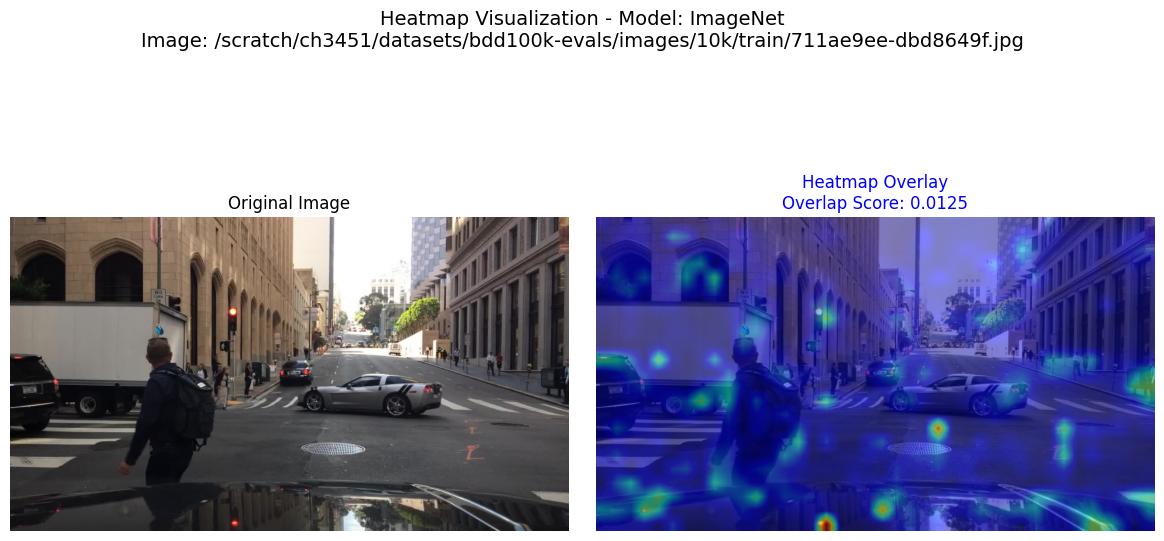 Heatmap Visualization - Model: ImageNet
Image: /scratch/ch3451/datasets/bdd100k-evals/images/10k/train/711ae9ee-dbd8649f.jpg
Original Image
Heatmap Overlay
Overlap Score: 0.0125